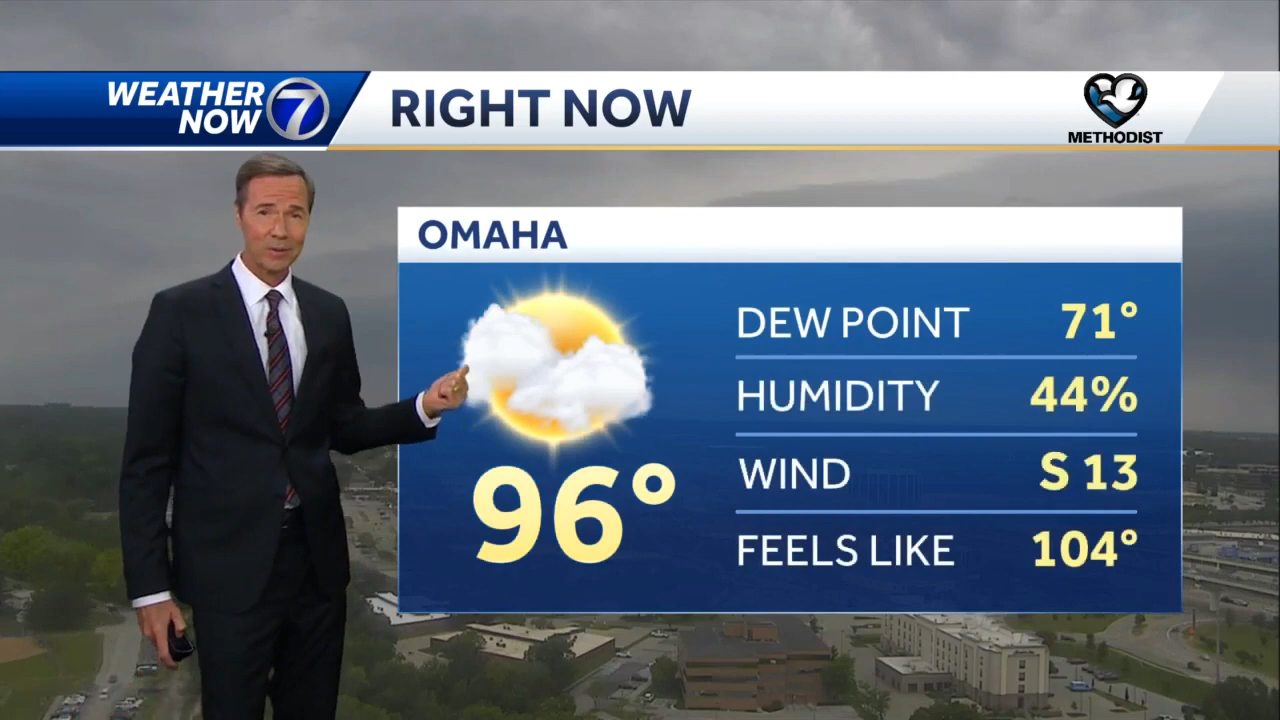 WEATHER
NOW 7
RIGHT NOW
METHODIST
OMAHA
96°
DEW POINT 71°
HUMIDITY 44%
WIND S 13
FEELS LIKE 104°